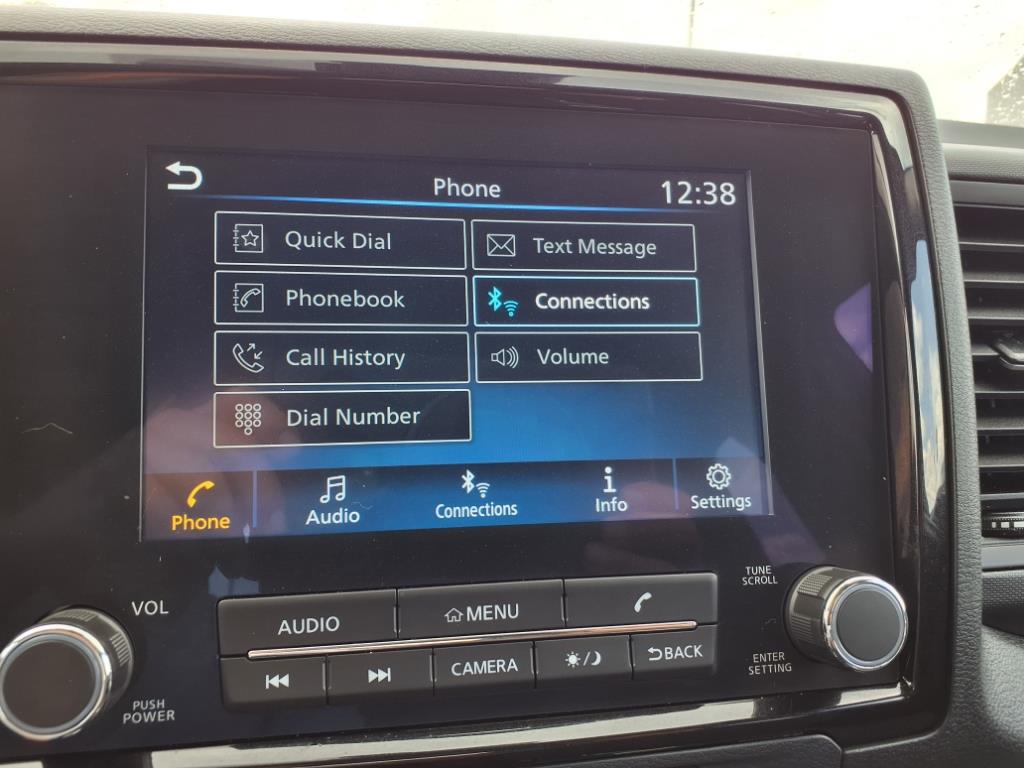 Phone
12:38
Quick Dial
Text Message
Phonebook
Connections
Call History
Volume
Dial Number
Phone
Audio
Connections
Info
Settings
VOL
PUSH
POWER
AUDIO
MENU
CAMERA
BACK
TUNE
SCROLL
ENTER
SETTING